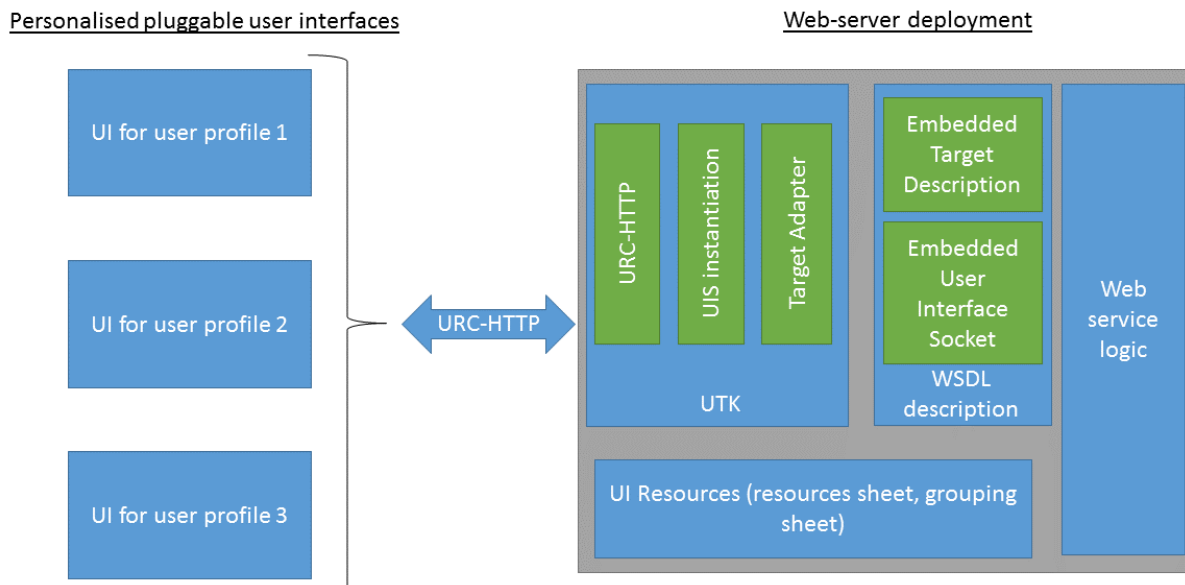 Personalised pluggable user interfaces
Web-server deployment
UI for user profile 1
UI for user profile 2
UI for user profile 3
URC-HTTP
URC-HTTP
UIS instantiation
Target Adapter
UTK
Embedded
Target
Description
Embedded
User
Interface
Socket
WSDL
description
Web
service
logic
UI Resources (resources sheet, grouping
sheet)